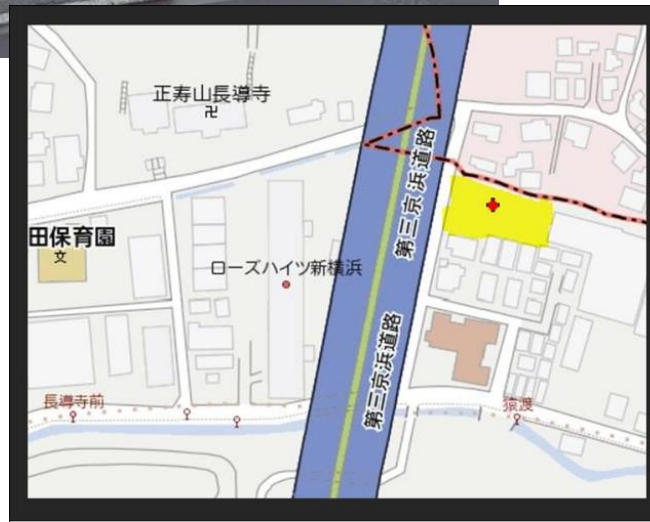 正寿山長導寺
卍
田保育園
文
ローズハイツ新横浜
第三京浜道路
第三京浜道路
長導寺前
猿渡